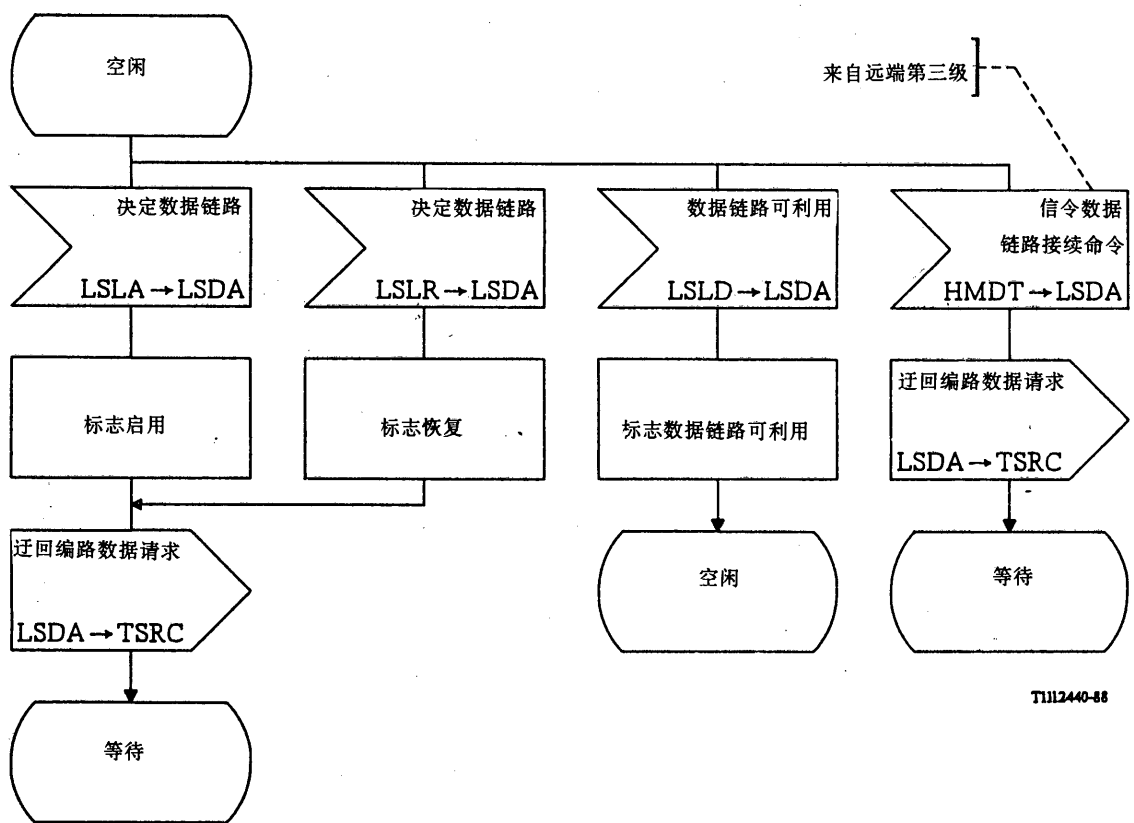 空闲
来自远端第三级
决定数据链路
LSLA→LSDA
决定数据链路
LSLR→LSDA
数据链路可利用
LSLD→LSDA
信令数据
链路接续命令
HMDT→LSDA
标志启用
标志恢复
标志数据链路可利用
迂回编路数据请求
LSDA→TSRC
迂回编路数据请求
LSDA→TSRC
空闲
等待
等待
T1112440-88